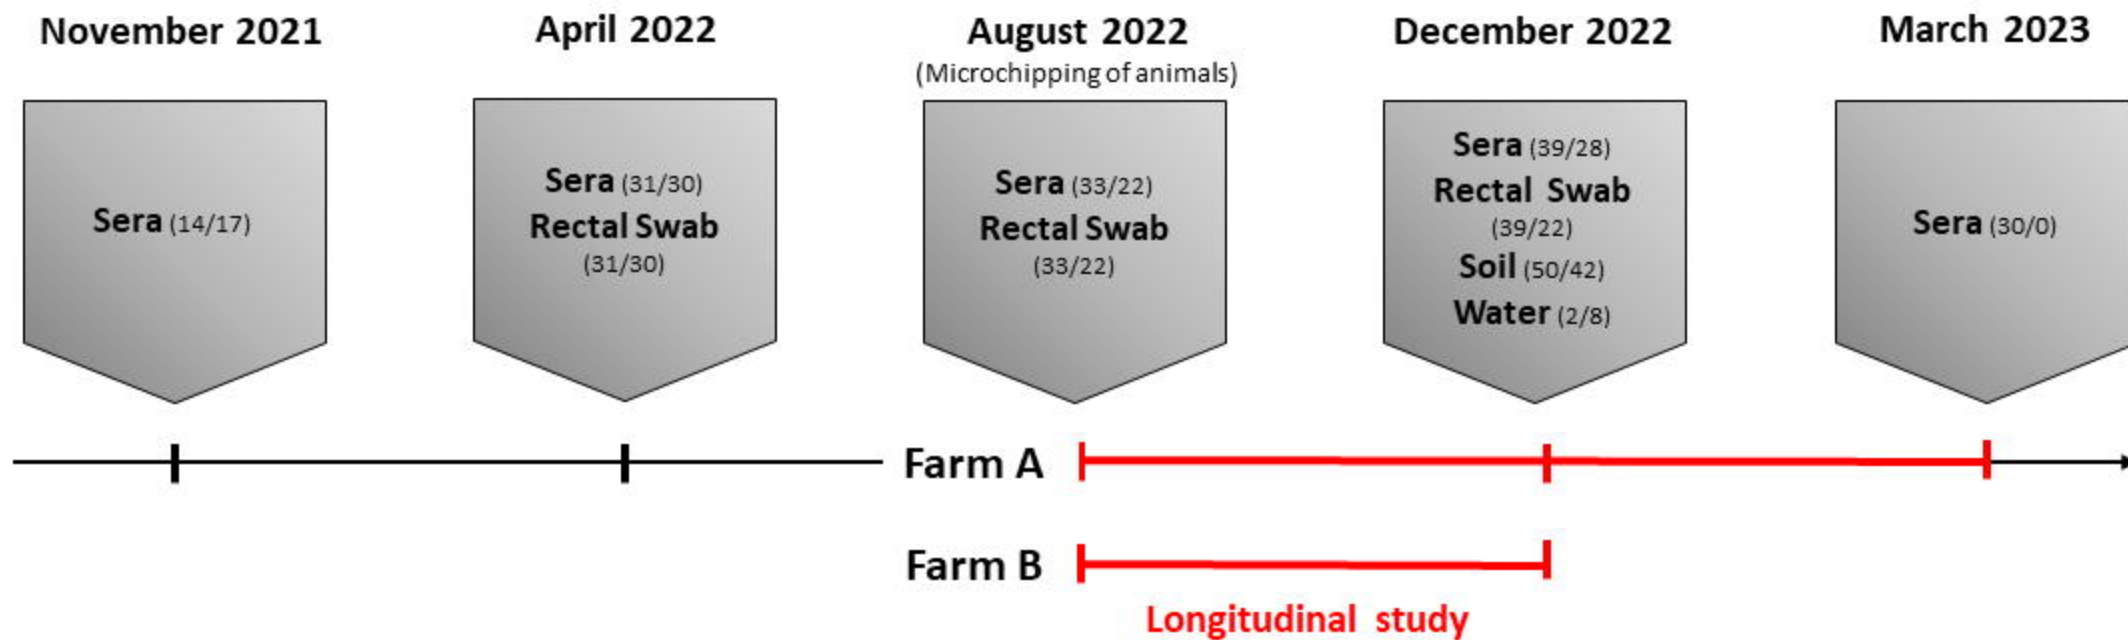 November 2021
April 2022
August 2022
(Microchipping of animals)
December 2022
March 2023
Sera (14/17)
Sera (31/30)
Rectal Swab
(31/30)
Sera (33/22)
Rectal Swab
(33/22)
Sera (39/28)
Rectal Swab
(39/22)
Soil (50/42)
Water (2/8)
Sera (30/0)
Farm A
Farm B
Longitudinal study